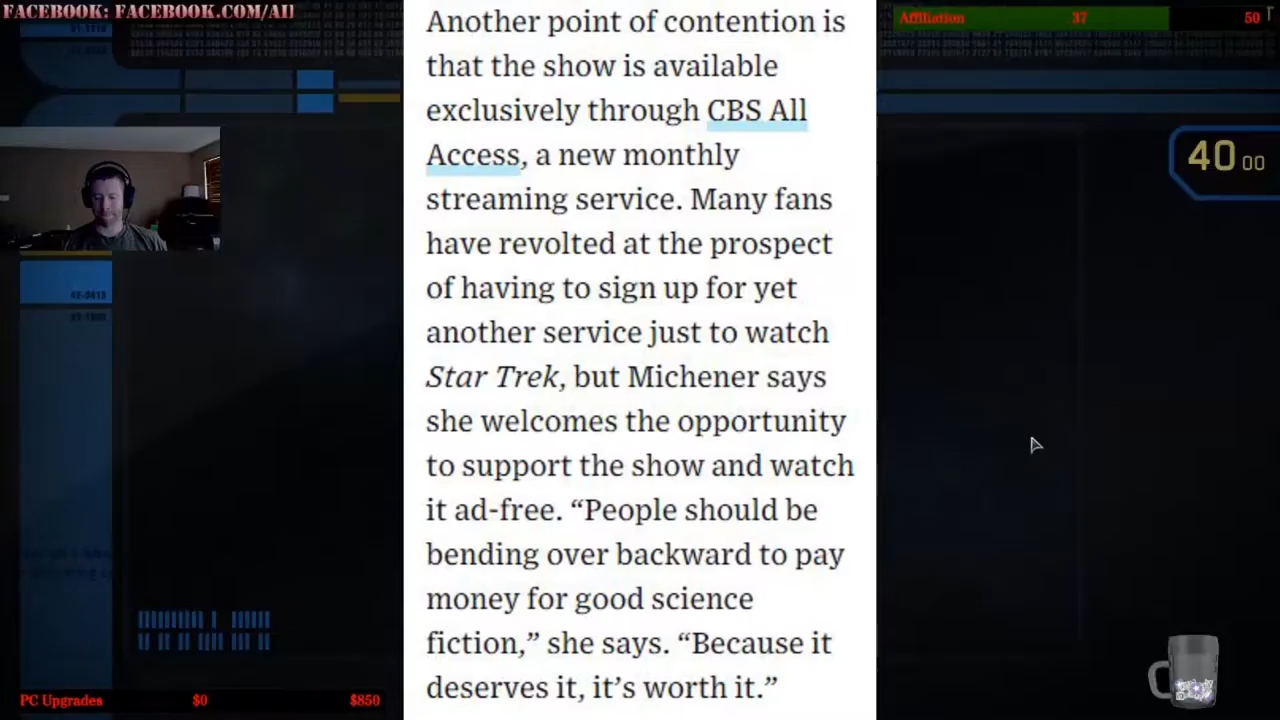 FACEBOOK: FACEBOOK.COM/AI
Affiliation 37 50
Another point of contention is
that the show is available
exclusively through CBS All
Access, a new monthly
streaming service. Many fans
have revolted at the prospect
of having to sign up for yet
another service just to watch
Star Trek, but Michener says
she welcomes the opportunity
to support the show and watch
it ad-free. “People should be
bending over backward to pay
money for good science
fiction,” she says. “Because it
deserves it, it’s worth it.”
40 00
PC Upgrades $0 $850